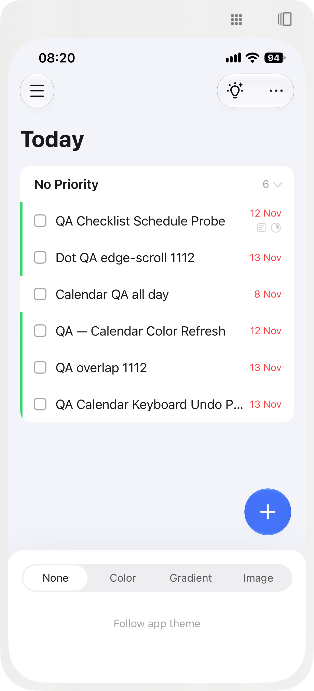 08:20
94
Today
No Priority
6
QA Checklist Schedule Probe
12 Nov
Dot QA edge-scroll 1112
13 Nov
Calendar QA all day
8 Nov
QA — Calendar Color Refresh
12 Nov
QA overlap 1112
13 Nov
QA Calendar Keyboard Undo P...
13 Nov
None
Color
Gradient
Image
Follow app theme